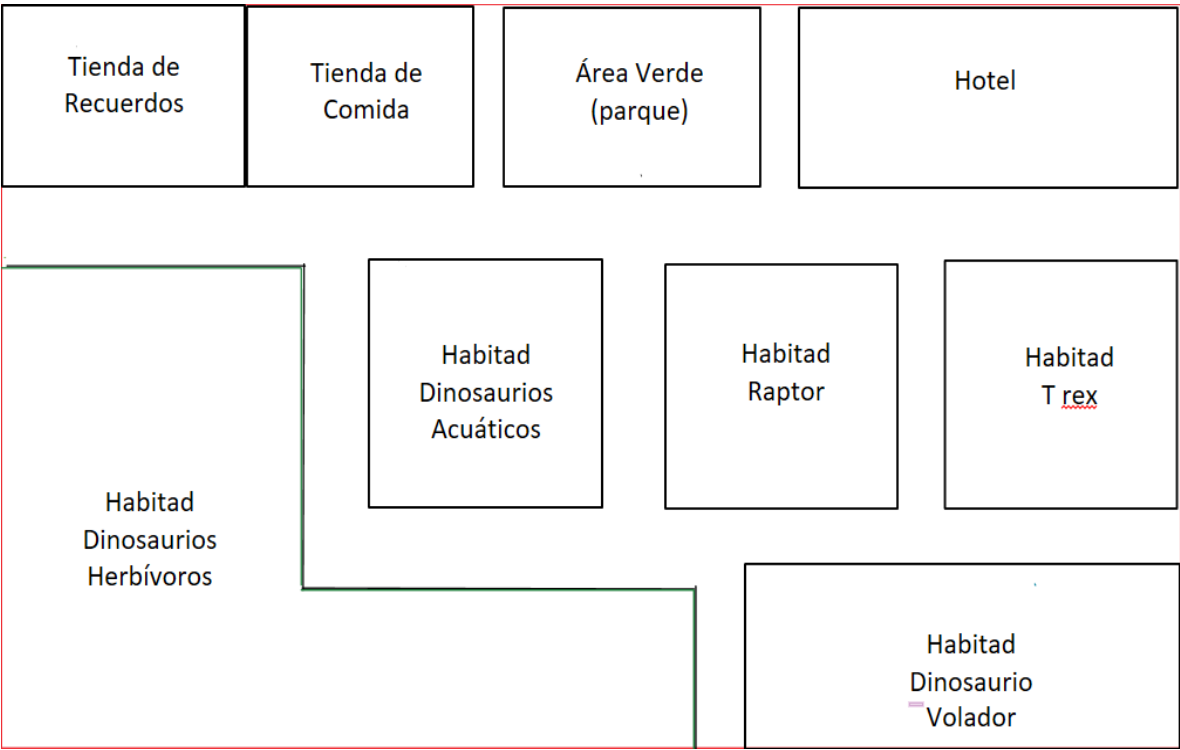 Tienda de
Recuerdos
Tienda de
Comida
Área Verde
(parque)
Hotel
Habitad
Dinosaurios
Acuáticos
Habitad
Raptor
Habitad
T rex
Habitad
Dinosaurios
Herbívoros
Habitad
Dinosaurio
Volador